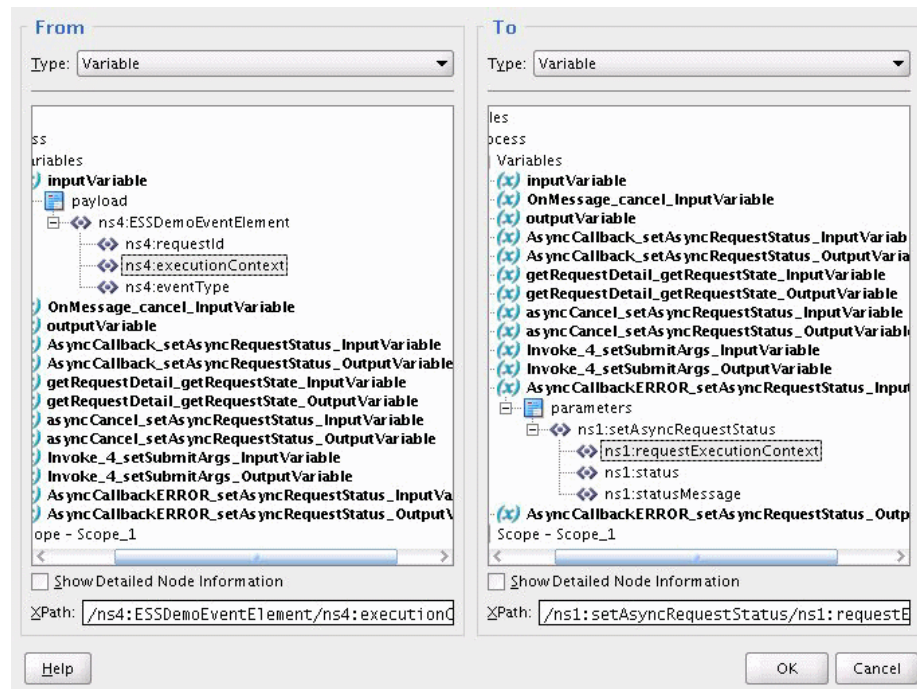 From
Type: Variable
ss
riables
inputVariable
payload
ns4:ESSDemoEventElement
ns4:requestId
ns4:executionContext
ns4:eventType
OnMessage_cancel_InputVariable
outputVariable
AsyncCallback_setAsyncRequestStatus_InputVariable
AsyncCallback_setAsyncRequestStatus_OutputVariable
getRequestDetail_getRequestState_InputVariable
getRequestDetail_getRequestState_OutputVariable
asyncCancel_setAsyncRequestStatus_InputVariable
asyncCancel_setAsyncRequestStatus_OutputVariable
Invoke_4_setSubmitArgs_InputVariable
Invoke_4_setSubmitArgs_OutputVariable
AsyncCallbackERROR_setAsyncRequestStatus_InputVa
AsyncCallbackERROR_setAsyncRequestStatus_OutputV
ope - Scope_1
Show Detailed Node Information
XPath: /ns4:ESSDemoEventElement/ns4:executionC
To
Type: Variable
les
ocess
Variables
(x) inputVariable
(x) OnMessage_cancel_InputVariable
(x) outputVariable
(x) AsyncCallback_setAsyncRequestStatus_InputVariab
(x) AsyncCallback_setAsyncRequestStatus_OutputVaria
(x) getRequestDetail_getRequestState_InputVariable
(x) getRequestDetail_getRequestState_OutputVariable
(x) asyncCancel_setAsyncRequestStatus_InputVariable
(x) asyncCancel_setAsyncRequestStatus_OutputVariabl
(x) Invoke_4_setSubmitArgs_InputVariable
(x) Invoke_4_setSubmitArgs_OutputVariable
(x) AsyncCallbackERROR_setAsyncRequestStatus_Input
parameters
ns1:setAsyncRequestStatus
ns1:requestExecutionContext
ns1:status
ns1:statusMessage
(x) AsyncCallbackERROR_setAsyncRequestStatus_Outp
Scope - Scope_1
Show Detailed Node Information
XPath: /ns1:setAsyncRequestStatus/ns1:requestE
Help
OK
Cancel